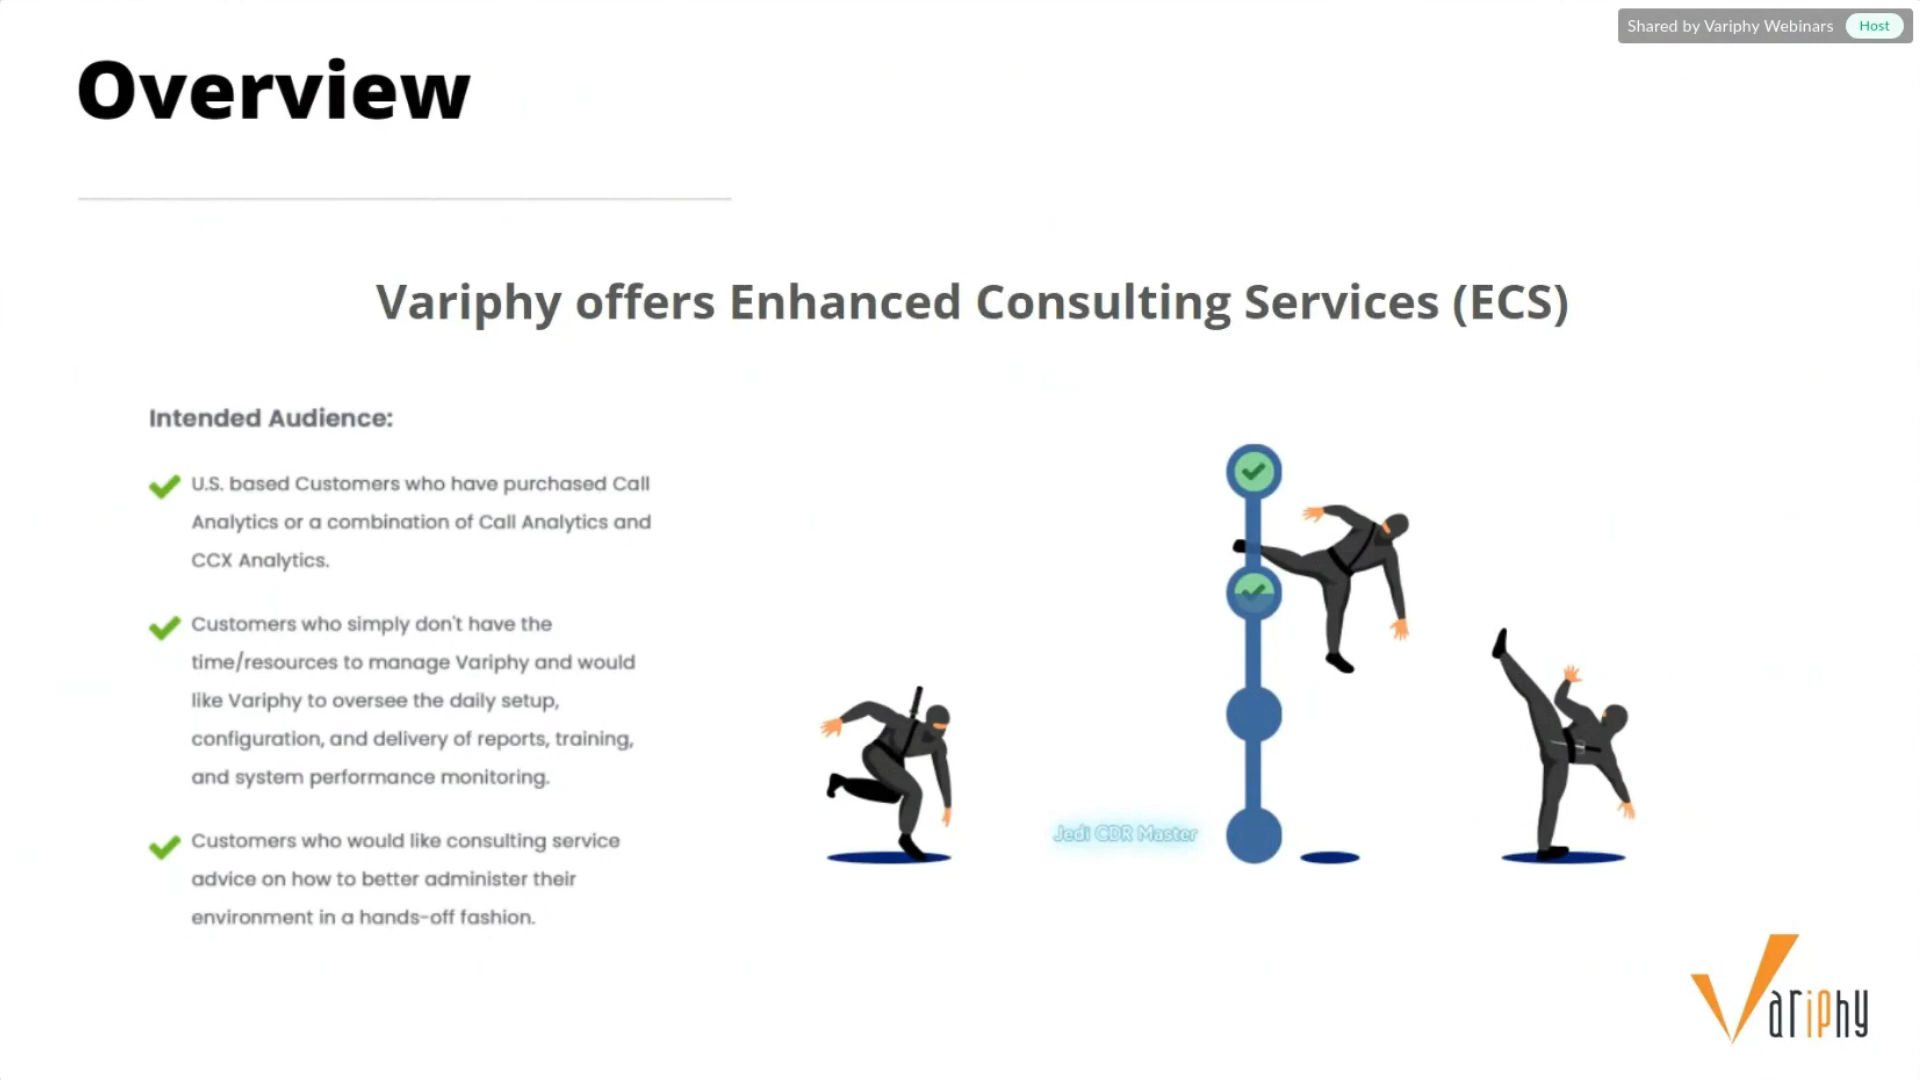 Shared by Variphy Webinars Host
Overview
Variphy offers Enhanced Consulting Services (ECS)
Intended Audience:
U.S. based Customers who have purchased Call
Analytics or a combination of Call Analytics and
CCX Analytics.
Customers who simply don't have the
time/resources to manage Variphy and would
like Variphy to oversee the daily setup,
configuration, and delivery of reports, training,
and system performance monitoring.
Customers who would like consulting service
advice on how to better administer their
environment in a hands-off fashion.
Jedi CDR Master
Variphy